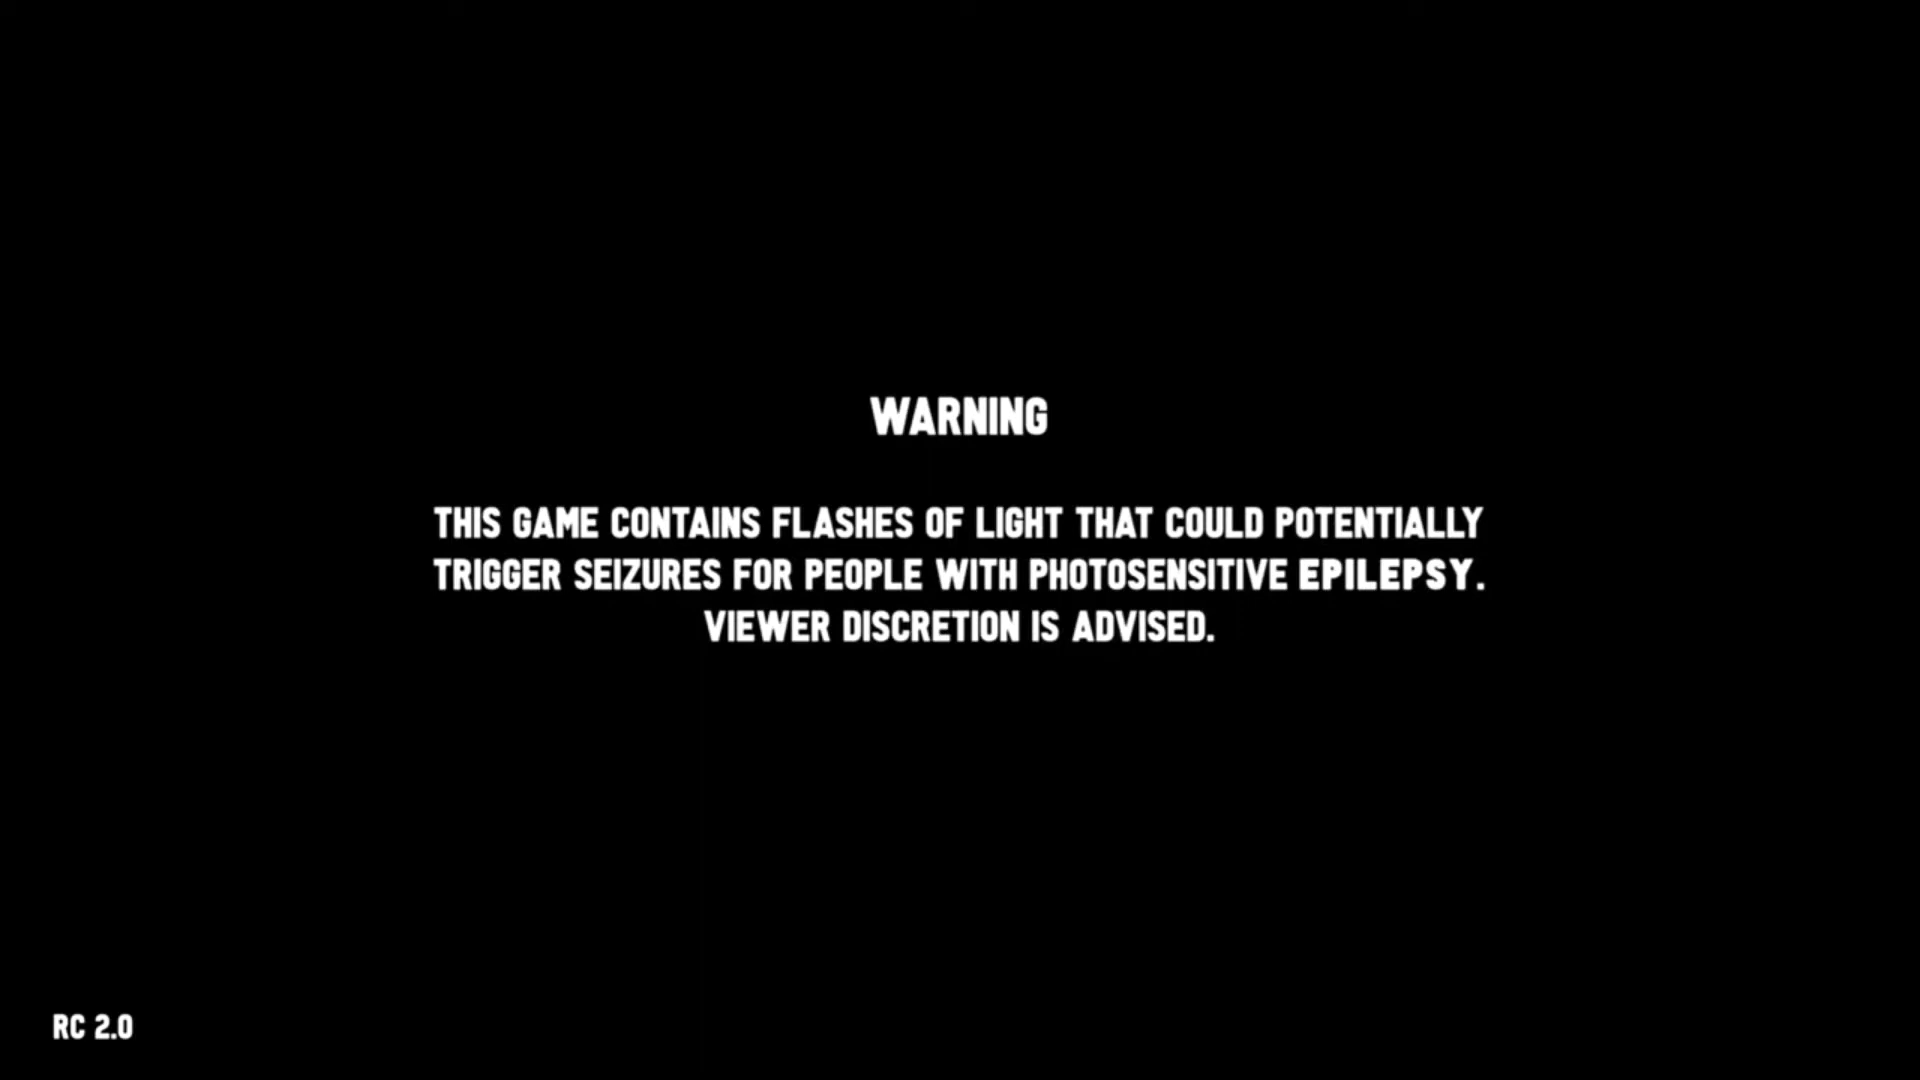 WARNING
THIS GAME CONTAINS FLASHES OF LIGHT THAT COULD POTENTIALLY
TRIGGER SEIZURES FOR PEOPLE WITH PHOTOSENSITIVE EPILEPSY.
VIEWER DISCRETION IS ADVISED.
RC 2.0